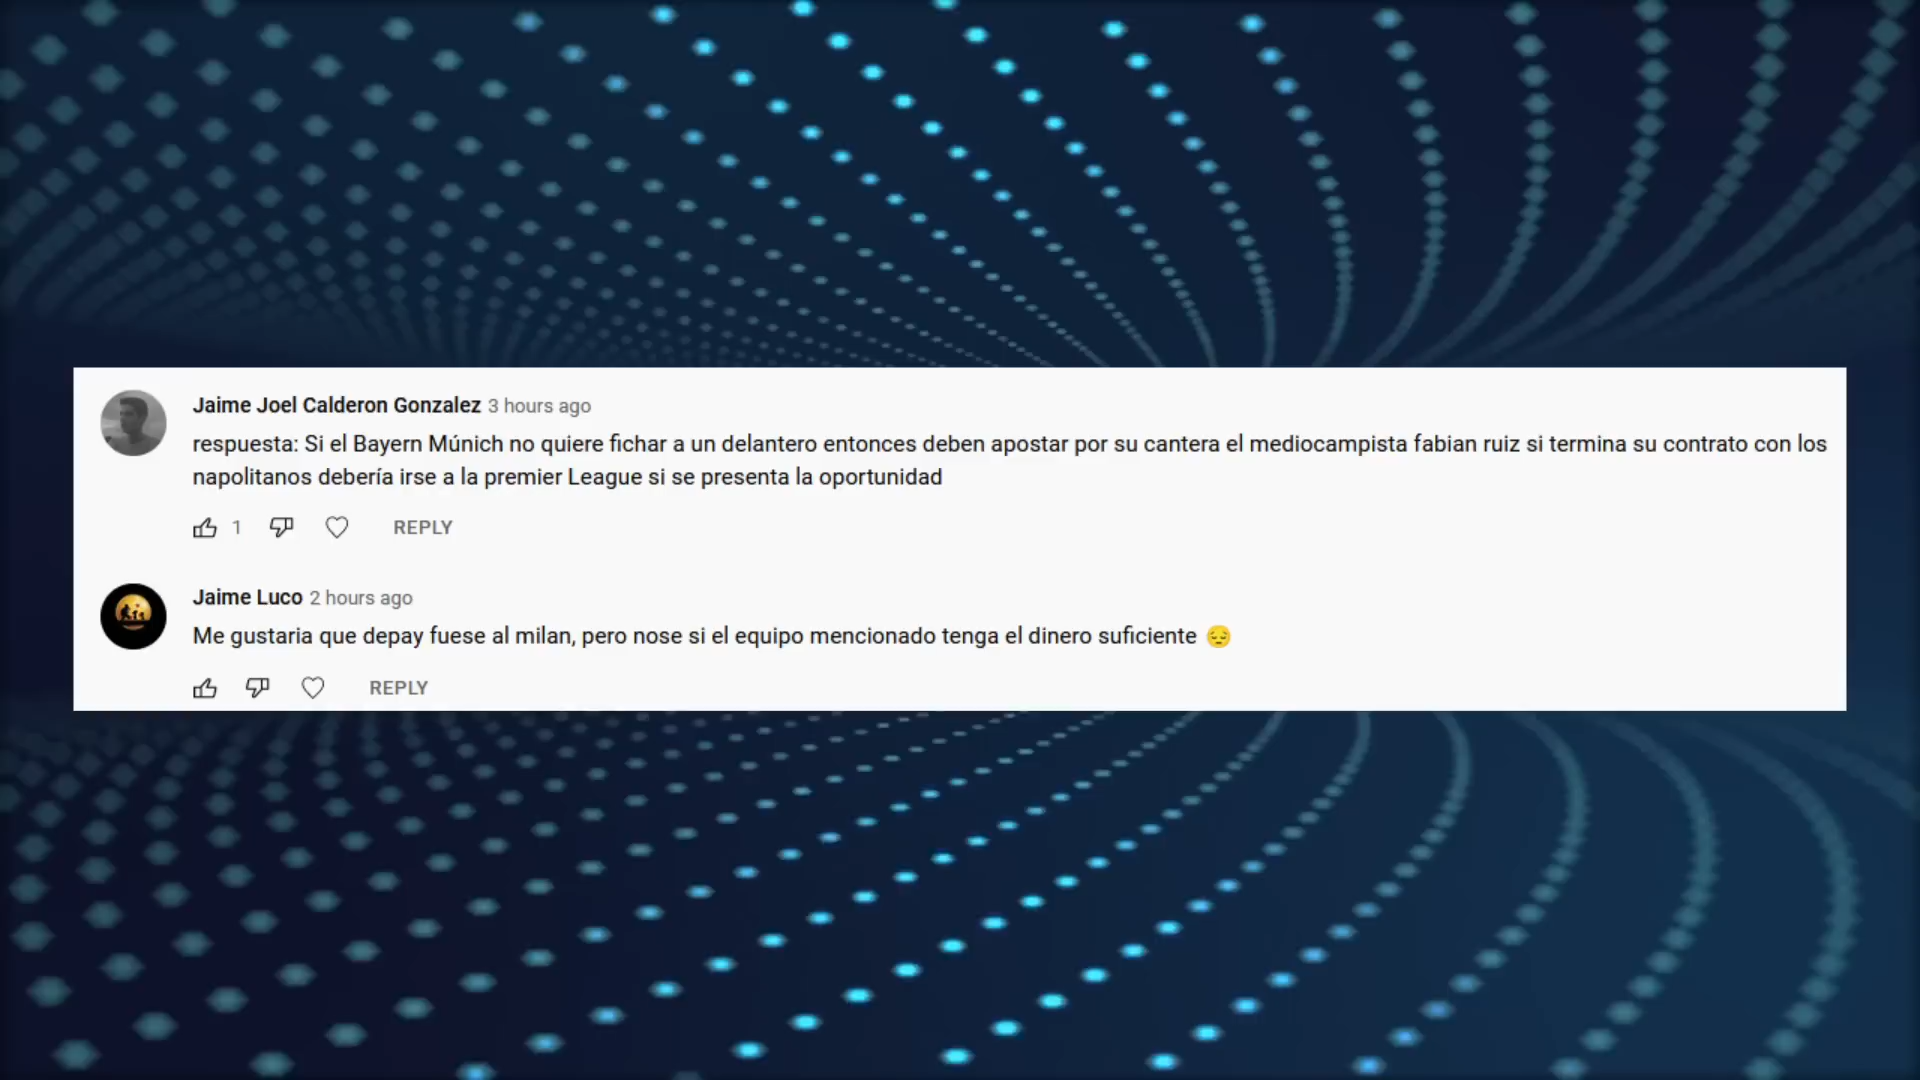 Jaime Joel Calderon Gonzalez 3 hours ago
respuesta: Si el Bayern Múnich no quiere fichar a un delantero entonces deben apostar por su cantera el mediocampista fabian ruiz si termina su contrato con los
napolitanos debería irse a la premier League si se presenta la oportunidad
1 REPLY
Jaime Luco 2 hours ago
Me gustaria que depay fuese al milan, pero nose si el equipo mencionado tenga el dinero suficiente 😔
REPLY